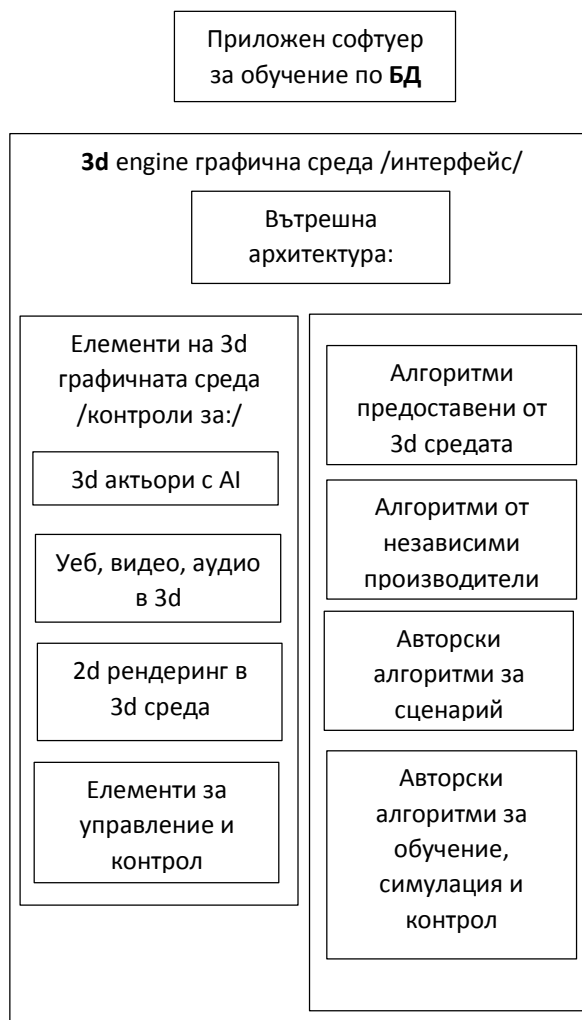 Приложен софтуер
за обучение по БД
3d engine графична среда /интерфейс/
Вътрешна
архитектура:
Елементи на 3d
графичната среда
/контроли за:/
3d актьори с AI
Уеб, видео, аудио
в 3d
2d рендеринг в
3d среда
Елементи за
управление и
контрол
Алгоритми
предоставени от
3d средата
Алгоритми от
независими
производители
Авторски
алгоритми за
сценарий
Авторски
алгоритми за
обучение,
симулация и
контрол